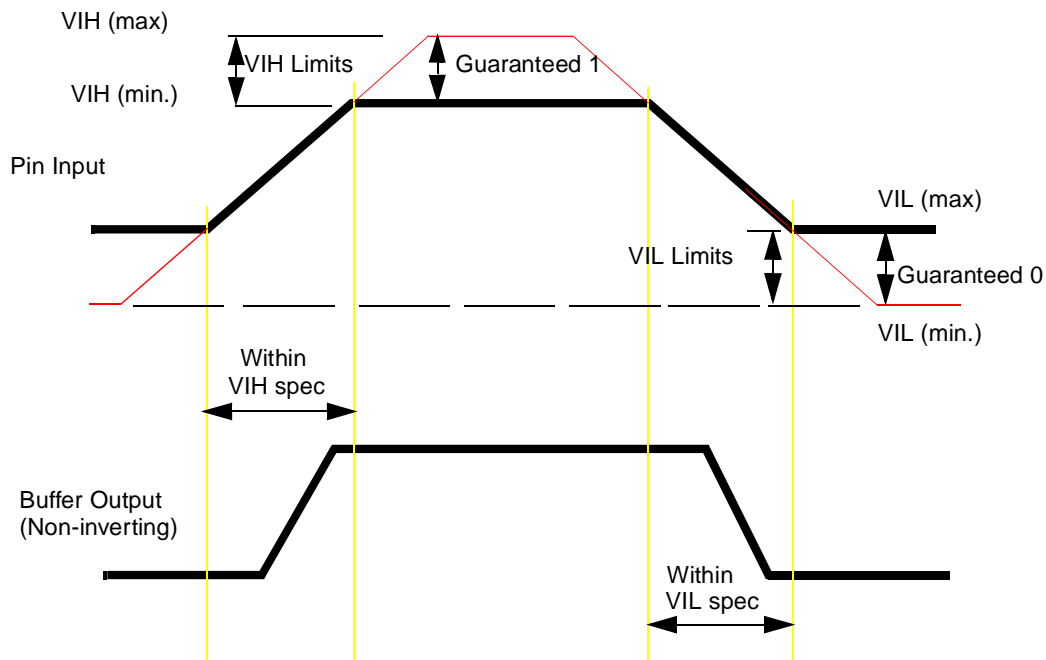 VIH (max)
VIH Limits
Guaranteed 1
VIH (min.)
Pin Input
VIL (max)
VIL Limits
Guaranteed 0
VIL (min.)
Within
VIH spec
Buffer Output
(Non-inverting)
Within
VIL spec